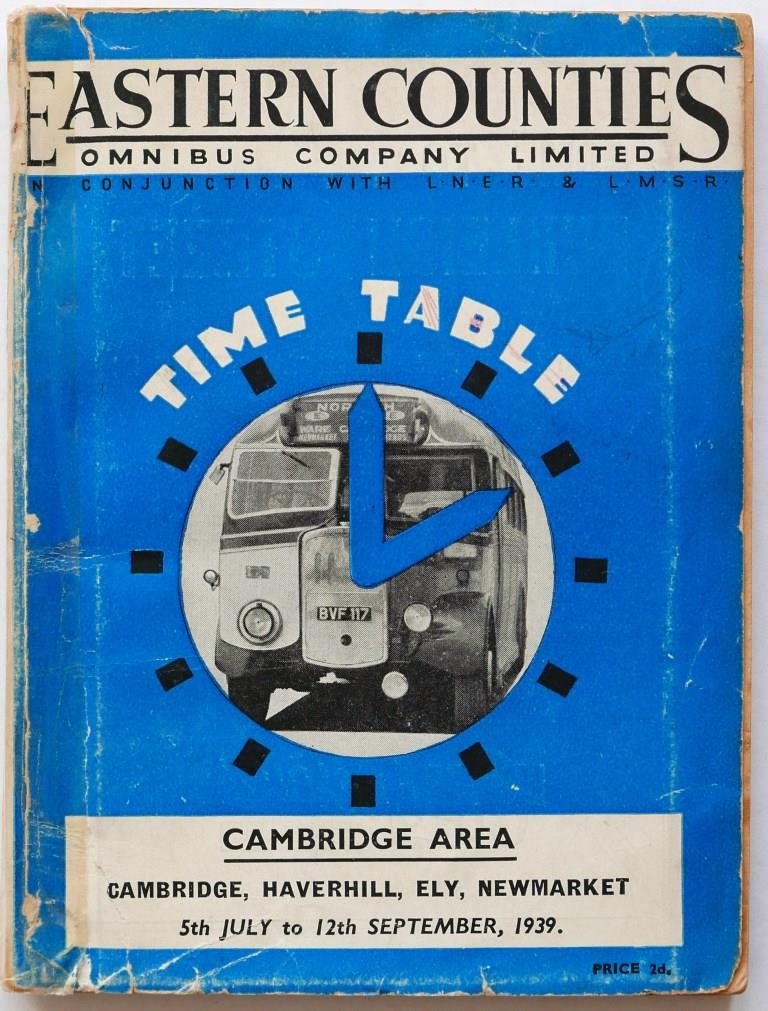 EASTERN COUNTIES
OMNIBUS COMPANY LIMITED
N CONJUNCTION WITH L·N·E·R· & L·M·S·R·
TIME TABLE
BVF 117
CAMBRIDGE AREA
CAMBRIDGE, HAVERHILL, ELY, NEWMARKET
5th JULY to 12th SEPTEMBER, 1939.
PRICE 2d.